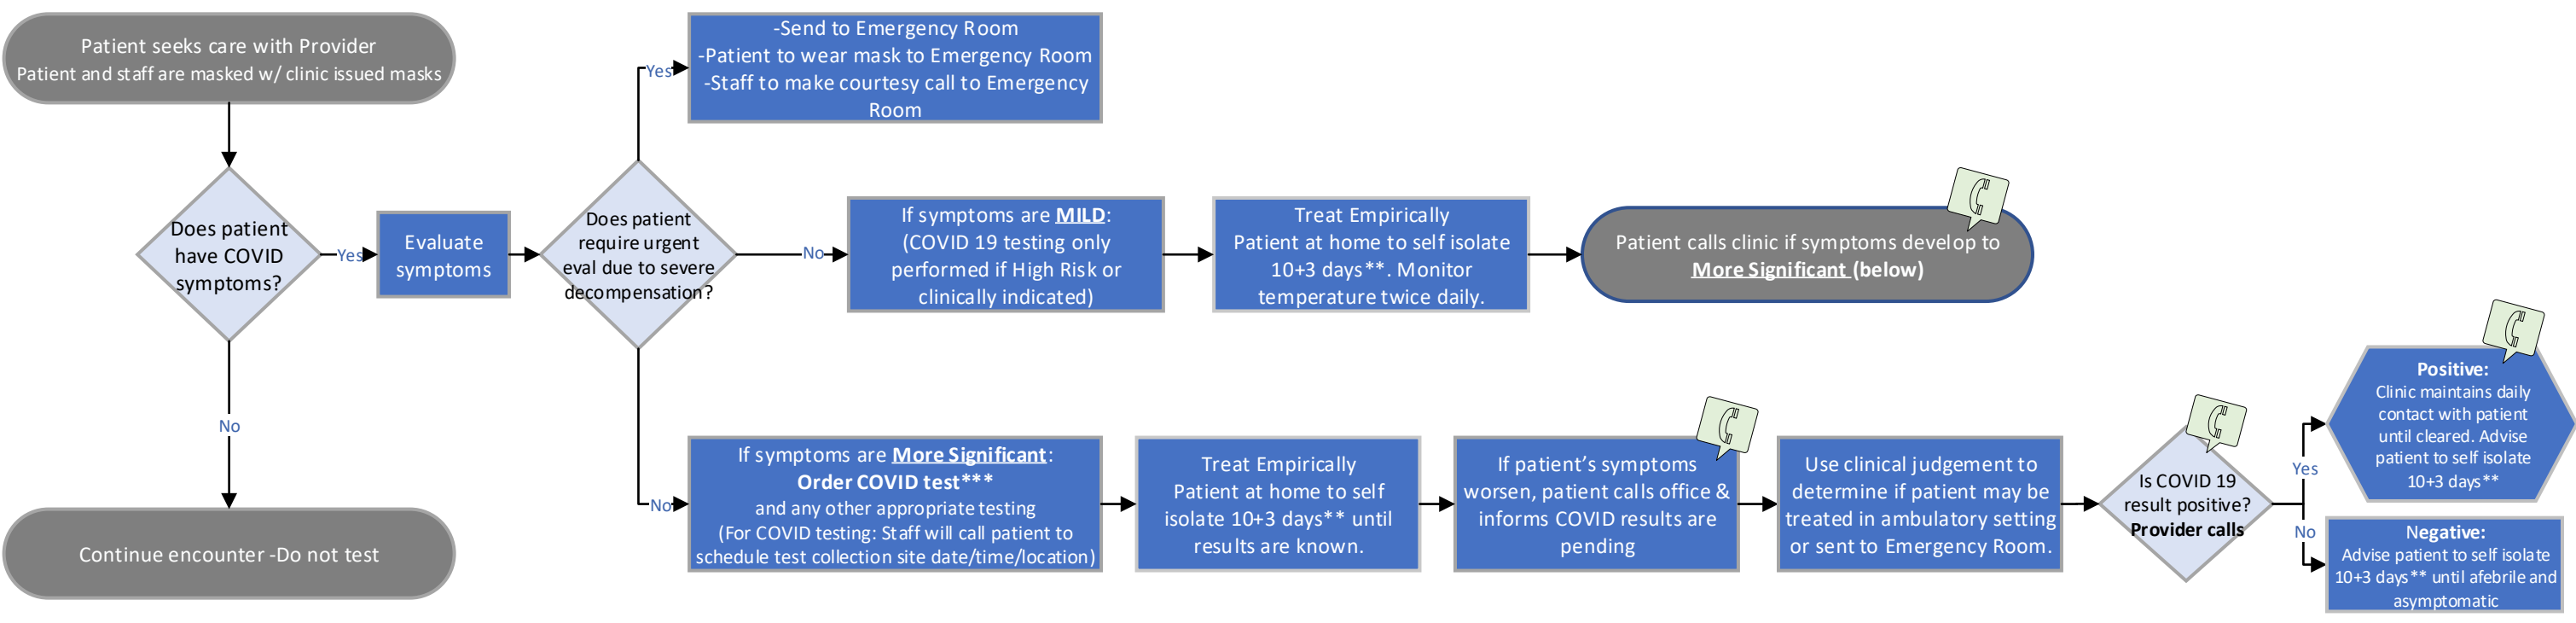 Patient seeks care with Provider
Patient and staff are masked w/ clinic issued masks
Does patient
have COVID
symptoms?
Yes
No
Continue encounter -Do not test
Evaluate
symptoms
Does patient
require urgent
eval due to severe
decompensation?
Yes
-Send to Emergency Room
-Patient to wear mask to Emergency Room
-Staff to make courtesy call to Emergency
Room
No
If symptoms are MILD:
(COVID 19 testing only
performed if High Risk or
clinically indicated)
Treat Empirically
Patient at home to self isolate
10+3 days**. Monitor
temperature twice daily.
Patient calls clinic if symptoms develop to
More Significant (below)
No
If symptoms are More Significant:
Order COVID test***
and any other appropriate testing
(For COVID testing: Staff will call patient to
schedule test collection site date/time/location)
Treat Empirically
Patient at home to self
isolate 10+3 days** until
results are known.
If patient's symptoms
worsen, patient calls office &
informs COVID results are
pending
Use clinical judgement to
determine if patient may be
treated in ambulatory setting
or sent to Emergency Room.
Is COVID 19
result positive?
Provider calls
Yes
Positive:
Clinic maintains daily
contact with patient
until cleared. Advise
patient to self isolate
10+3 days**
No
Negative:
Advise patient to self isolate
10+3 days** until afebrile and
asymptomatic